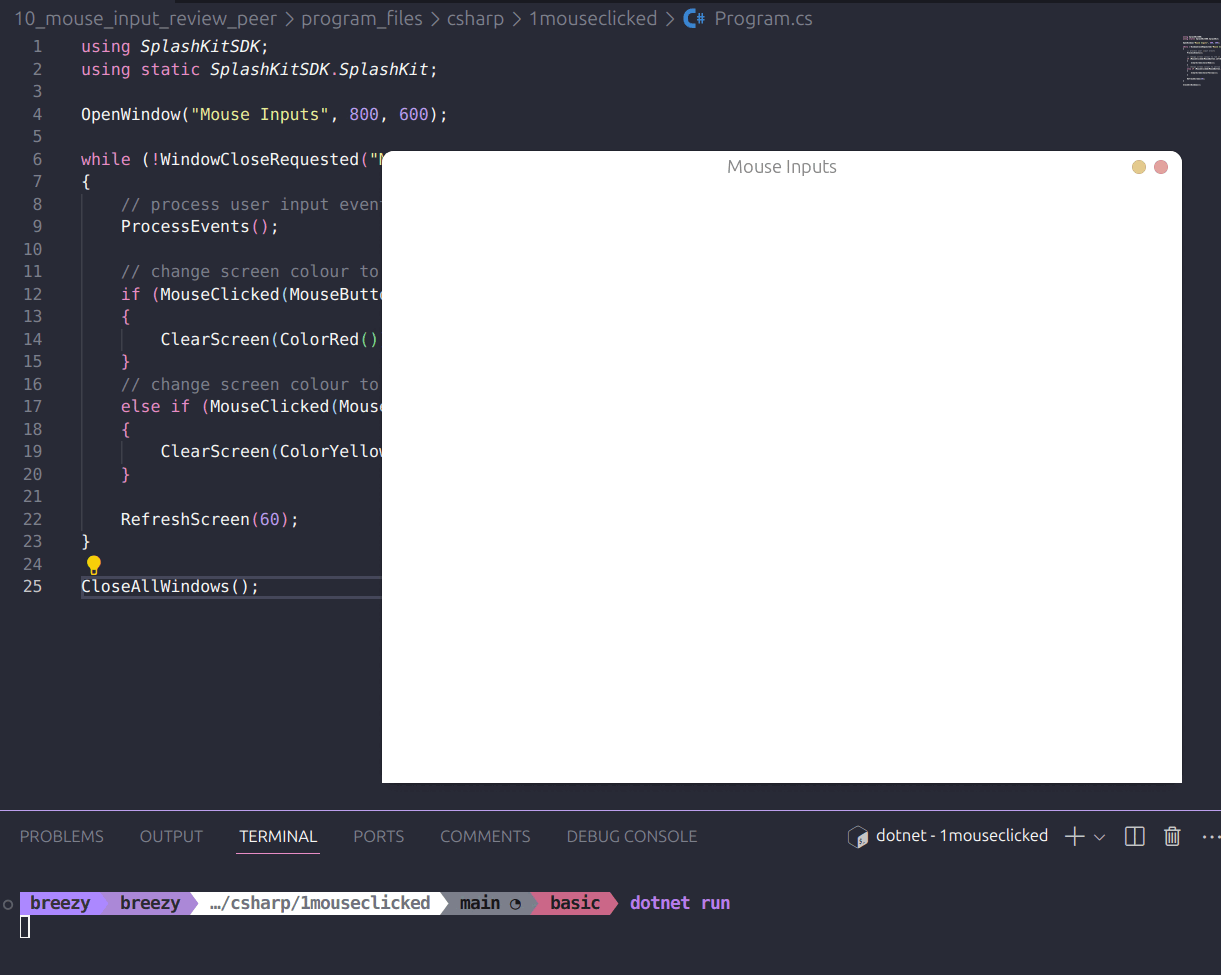 10_mouse_input_review_peer > program_files > csharp > 1mouseclicked > C# Program.cs
1 using SplashKitSDK;
2 using static SplashKitSDK.SplashKit;
3
4 OpenWindow("Mouse Inputs", 800, 600);
5
6 while (!WindowCloseRequested("
Mouse Inputs
7 {
8 // process user input even
9 ProcessEvents();
10
11 // change screen colour to
12 if (MouseClicked(MouseButt
13 {
14 ClearScreen(ColorRed()
15 }
16 // change screen colour to
17 else if (MouseClicked(Mouse
18 {
19 ClearScreen(ColorYellow
20 }
21
22 RefreshScreen(60);
23 }
24
25 CloseAllWindows();
PROBLEMS OUTPUT TERMINAL PORTS COMMENTS DEBUG CONSOLE dotnet - 1mouseclicked
breezy breezy …/csharp/1mouseclicked main basic dotnet run